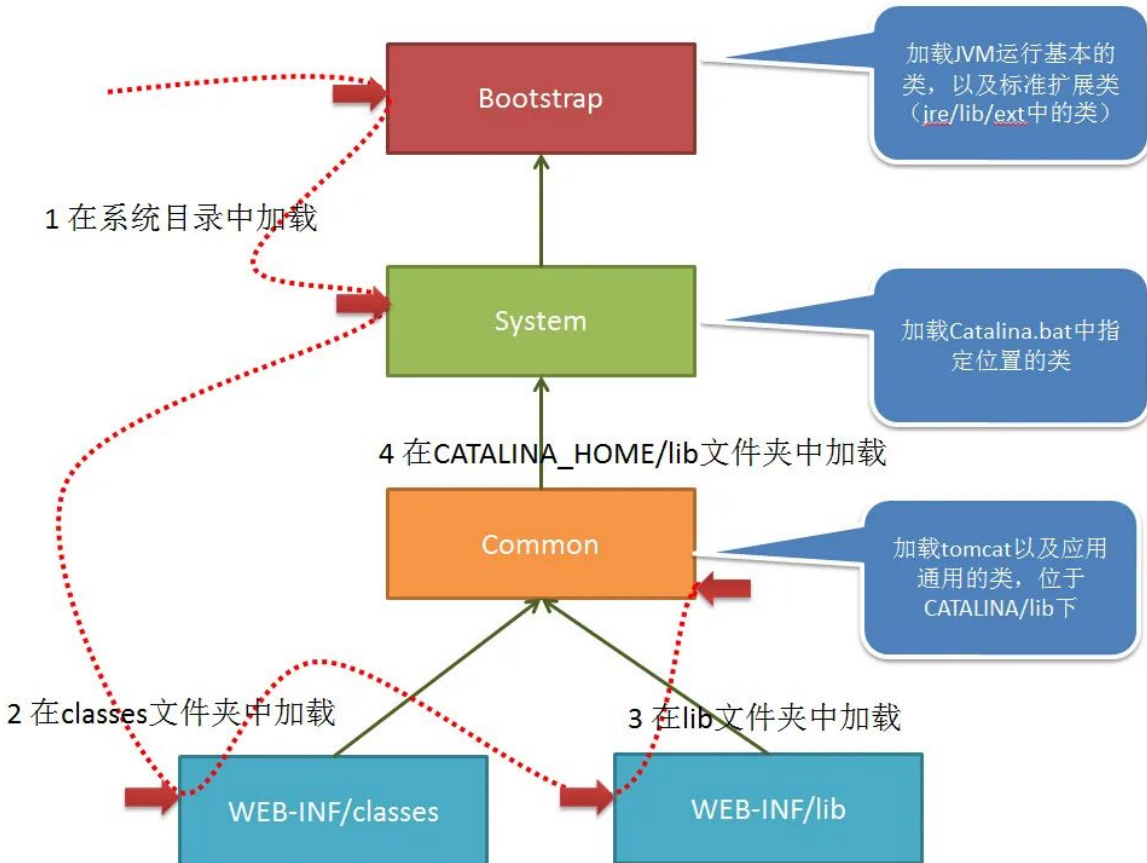 Bootstrap
加载JVM运行基本的
类，以及标准扩展类
（jre/lib/ext中的类）
1 在系统目录中加载
System
加载Catalina.bat中指
定位置的类
4 在CATALINA_HOME/lib文件夹中加载
Common
加载tomcat以及应用
通用的类，位于
CATALINA/lib下
2 在classes文件夹中加载
3 在lib文件夹中加载
WEB-INF/classes
WEB-INF/lib